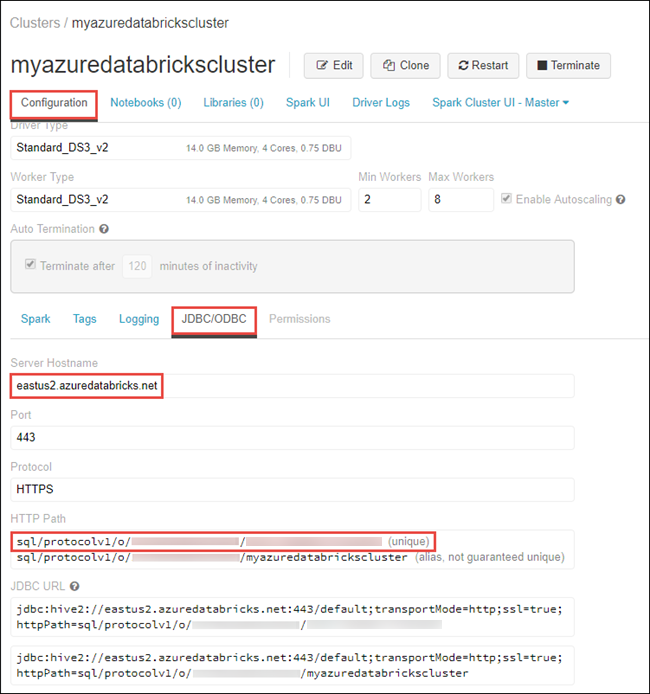 Clusters / myazuredatabrickscluster
myazuredatabrickscluster Edit Clone Restart Terminate
Configuration Notebooks (0) Libraries (0) Spark UI Driver Logs Spark Cluster UI - Master
Driver Type
Standard_DS3_v2 14.0 GB Memory, 4 Cores, 0.75 DBU
Worker Type Min Workers Max Workers
Standard_DS3_v2 14.0 GB Memory, 4 Cores, 0.75 DBU 2 8 Enable Autoscaling ?
Auto Termination ?
Terminate after 120 minutes of inactivity
Spark Tags Logging JDBC/ODBC Permissions
Server Hostname
eastus2.azuredatabricks.net
Port
443
Protocol
HTTPS
HTTP Path
sql/protocolv1/o/ / (unique)
sql/protocolv1/o/ /myazuredatabrickscluster (alias, not guaranteed unique)
JDBC URL ?
jdbc:hive2://eastus2.azuredatabricks.net:443/default;transportMode=http;ssl=true;
httpPath=sql/protocolv1/o/ /
jdbc:hive2://eastus2.azuredatabricks.net:443/default;transportMode=http;ssl=true;
httpPath=sql/protocolv1/o/ /myazuredatabrickscluster